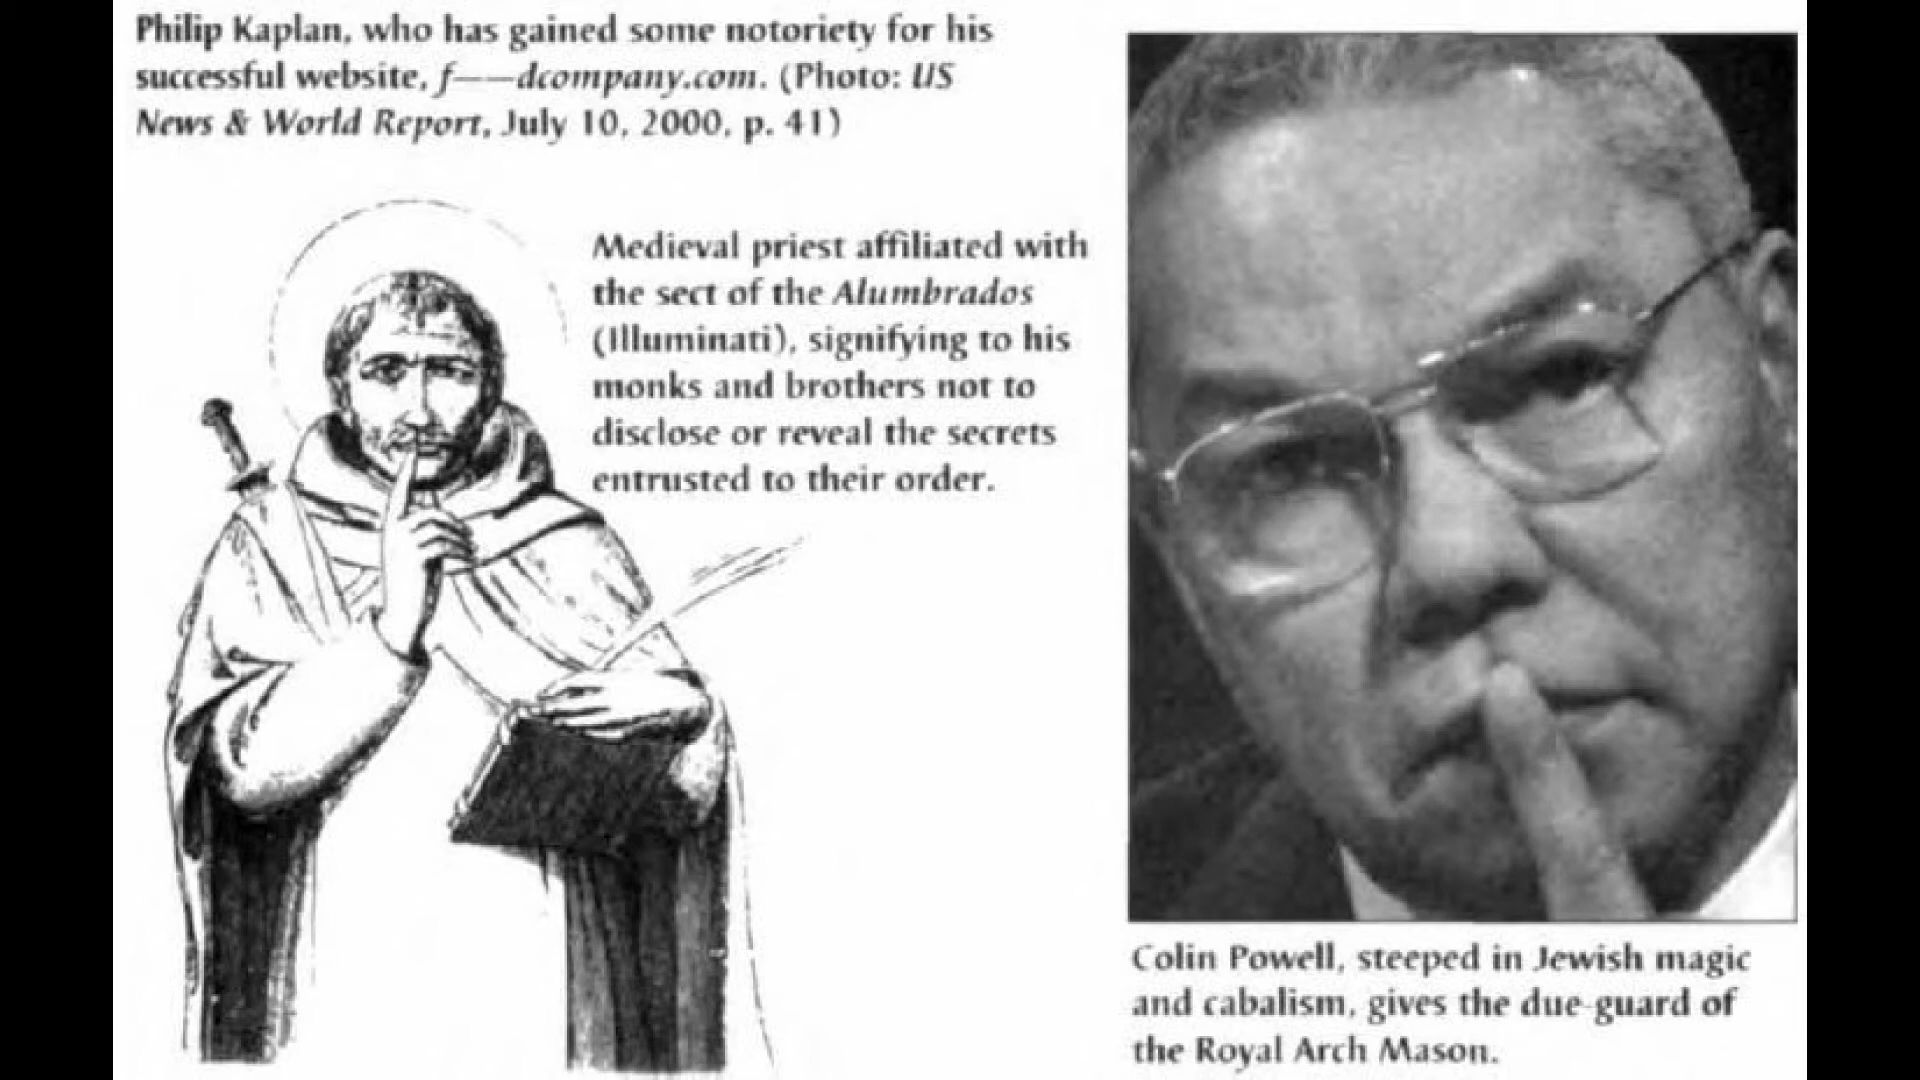 Philip Kaplan, who has gained some notoriety for his
successful website, f——dcompany.com. (Photo: US
News & World Report, July 10, 2000, p. 41)
Medieval priest affiliated with
the sect of the Alumbrados
(Illuminati), signifying to his
monks and brothers not to
disclose or reveal the secrets
entrusted to their order.
Colin Powell, steeped in Jewish magic
and cabalism, gives the due-guard of
the Royal Arch Mason.